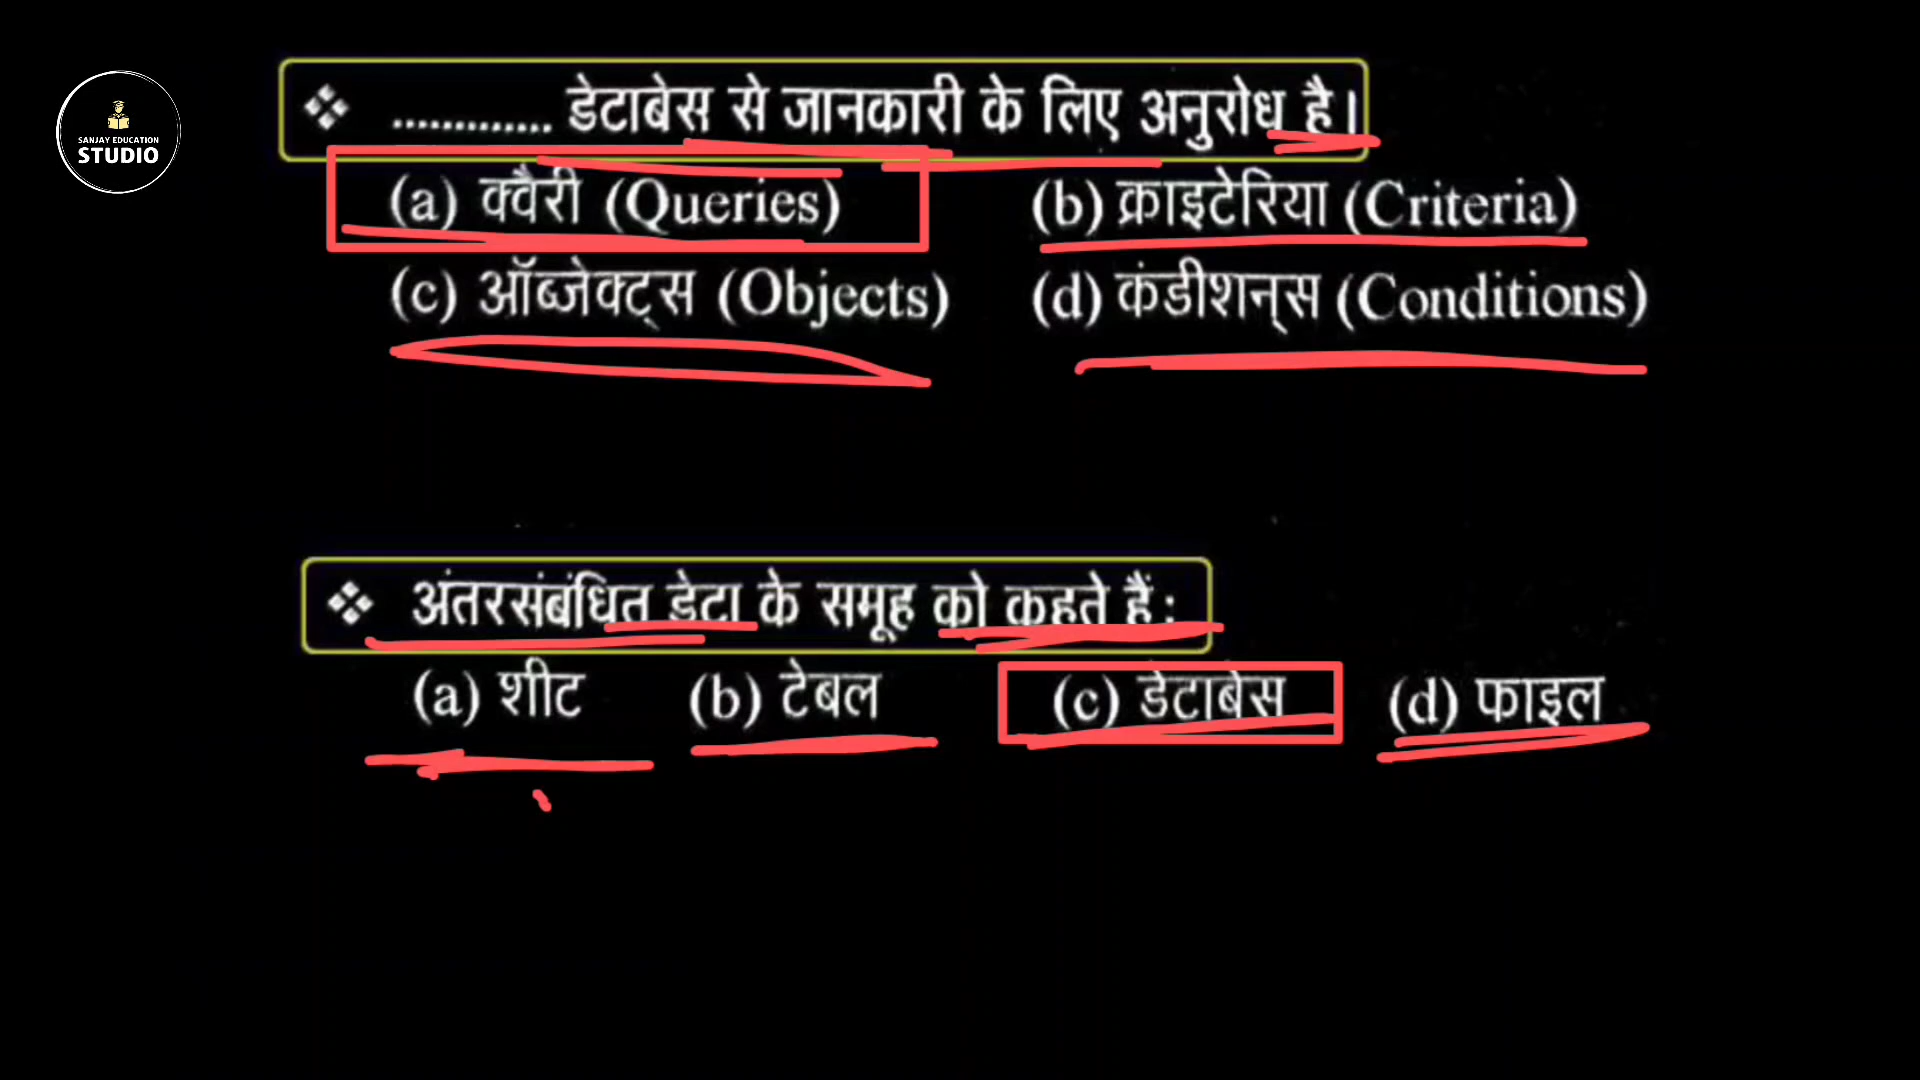 SANJAY EDUCATION
STUDIO
❖ ............. डेटाबेस से जानकारी के लिए अनुरोध है।
(a) क्वैरी (Queries) (b) क्राइटेरिया (Criteria)
(c) ऑब्जेक्ट्स (Objects) (d) कंडीशन्स (Conditions)
❖ अंतरसंबंधित डेटा के समूह को कहते हैं:
(a) शीट (b) टेबल (c) डेटाबेस (d) फाइल